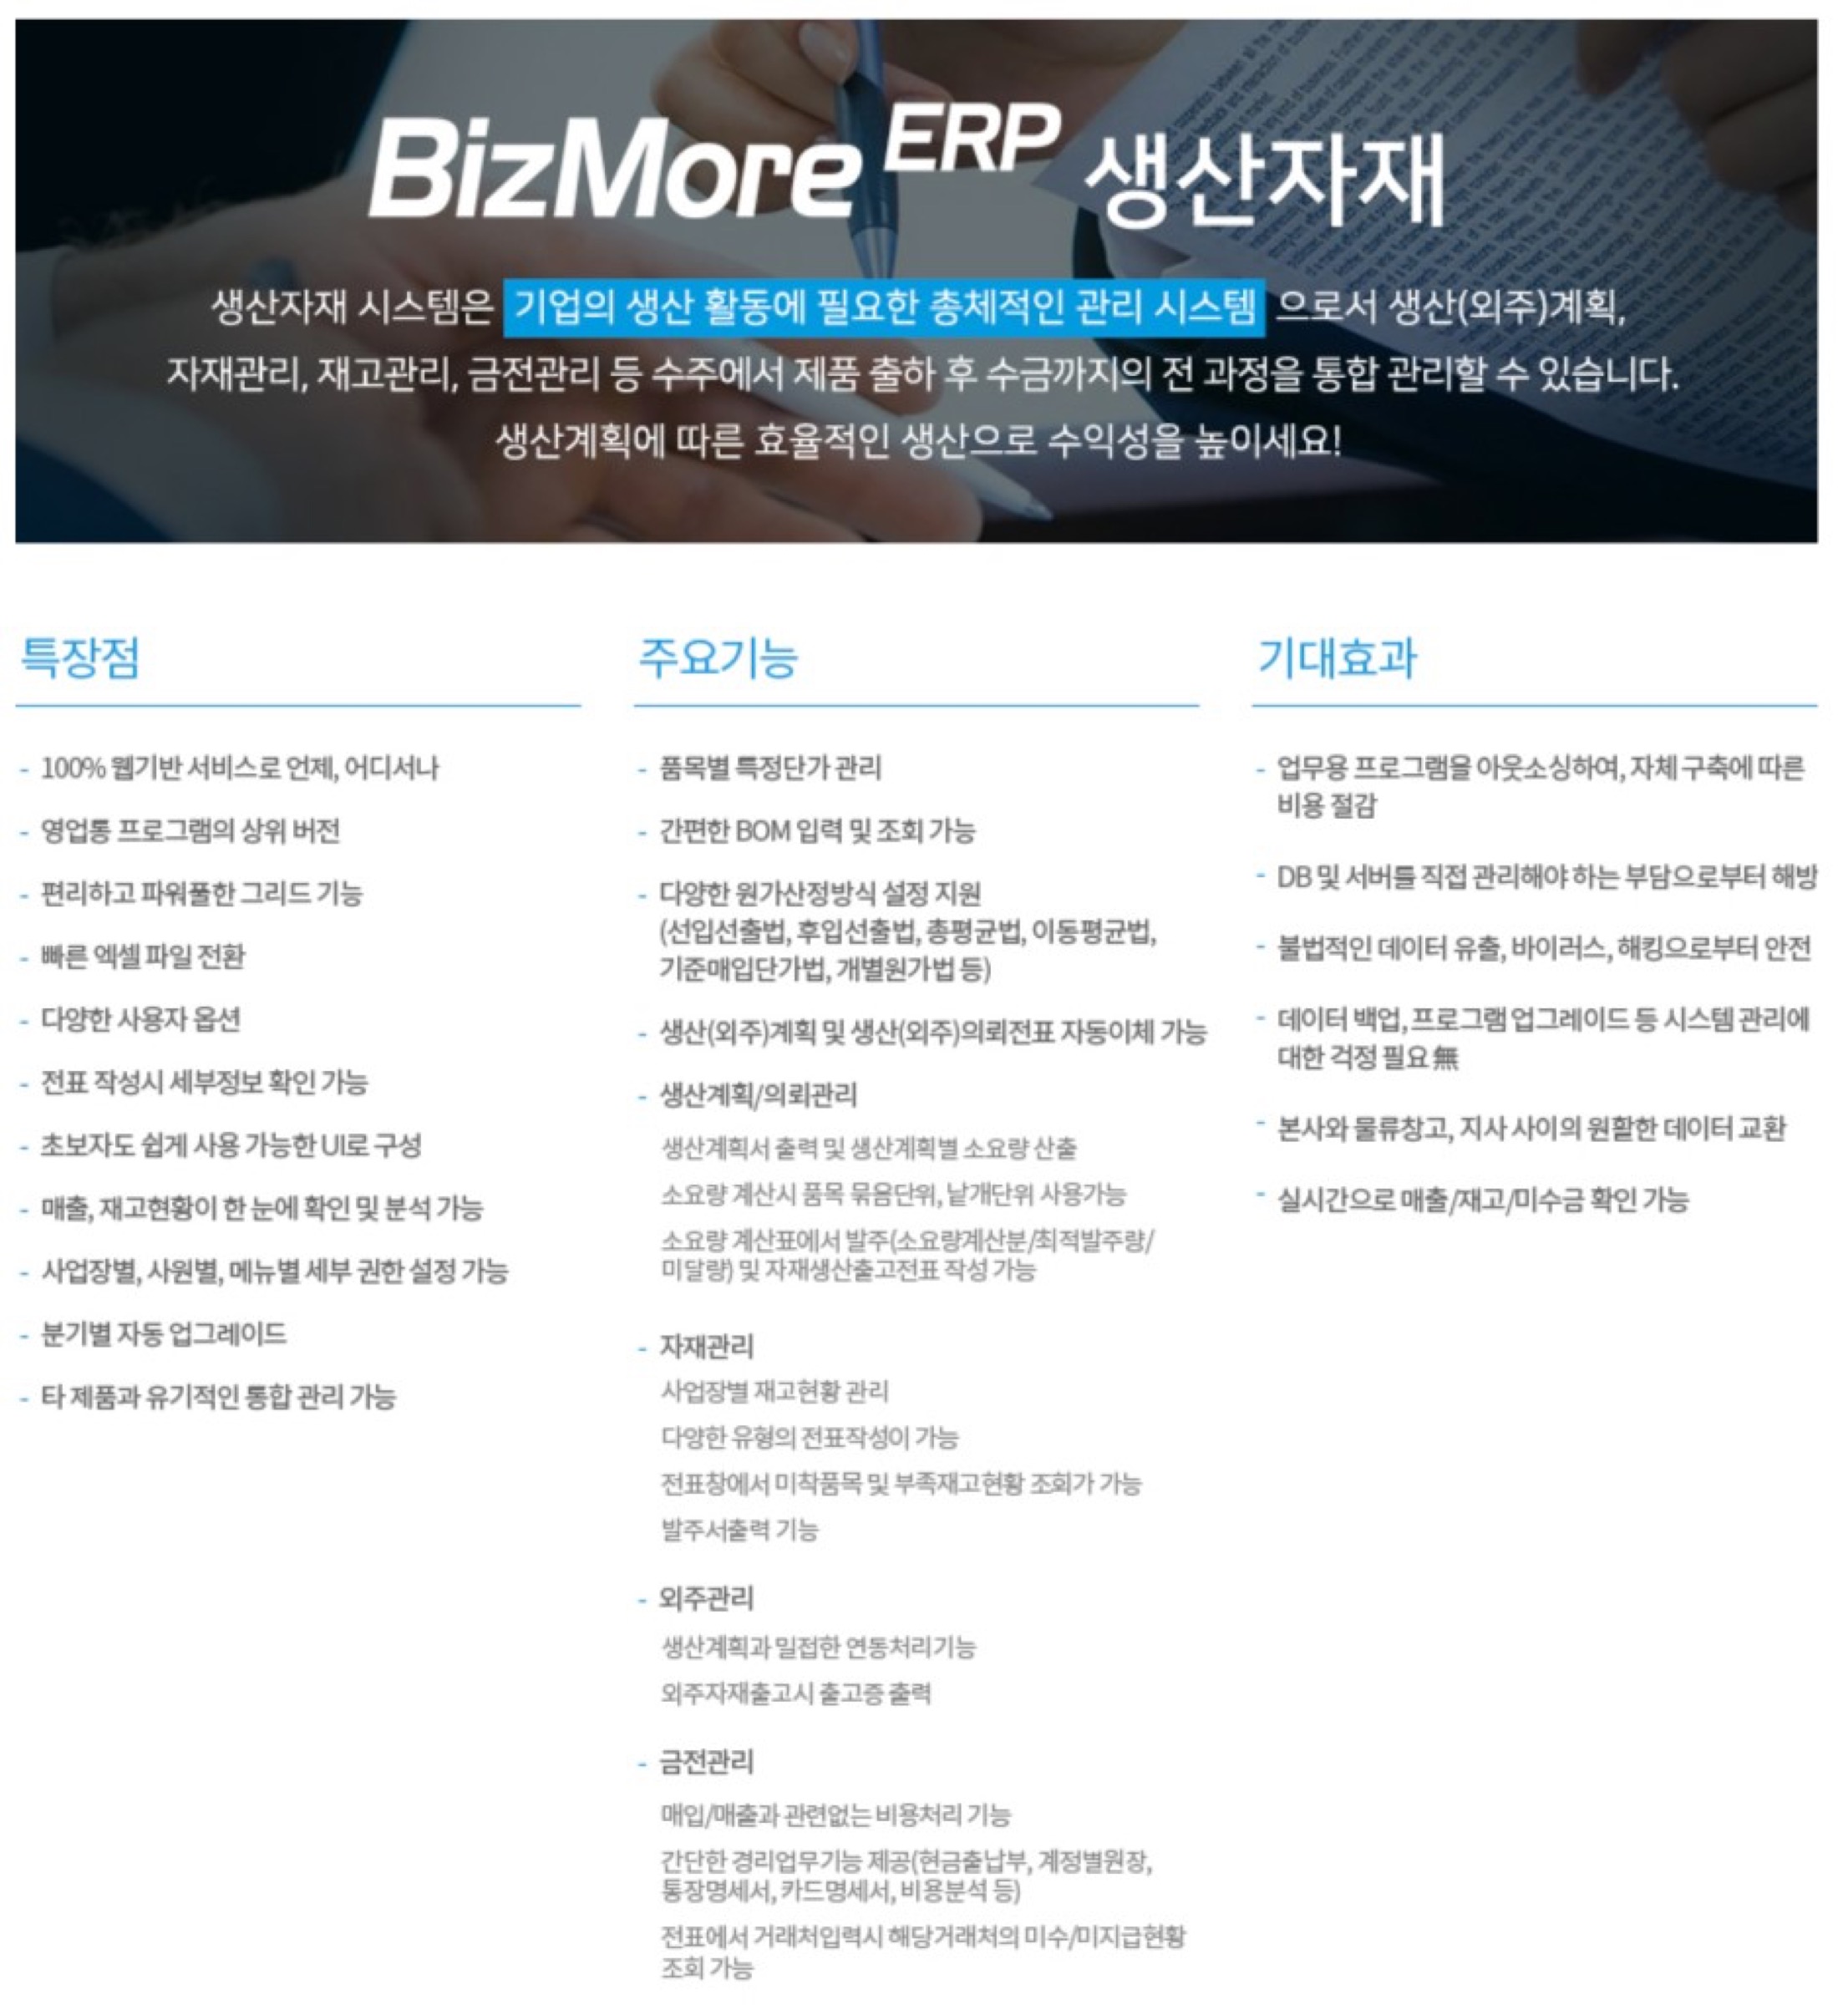 BizMore ERP 생산자재
생산자재 시스템은 기업의 생산 활동에 필요한 총체적인 관리 시스템 으로서 생산(외주)계획,
자재관리, 재고관리, 금전관리 등 수주에서 제품 출하 후 수금까지의 전 과정을 통합 관리할 수 있습니다.
생산계획에 따른 효율적인 생산으로 수익성을 높이세요!
특장점
- 100% 웹기반 서비스로 언제, 어디서나
- 영업통 프로그램의 상위 버전
- 편리하고 파워풀한 그리드 기능
- 빠른 엑셀 파일 전환
- 다양한 사용자 옵션
- 전표 작성시 세부정보 확인 가능
- 초보자도 쉽게 사용 가능한 UI로 구성
- 매출, 재고현황이 한 눈에 확인 및 분석 가능
- 사업장별, 사원별, 메뉴별 세부 권한 설정 가능
- 분기별 자동 업그레이드
- 타 제품과 유기적인 통합 관리 가능
주요기능
- 품목별 특정단가 관리
- 간편한 BOM 입력 및 조회 가능
- 다양한 원가산정방식 설정 지원
(선입선출법, 후입선출법, 총평균법, 이동평균법,
기준매입단가법, 개별원가법 등)
- 생산(외주)계획 및 생산(외주)의뢰전표 자동이체 가능
- 생산계획/의뢰관리
생산계획서 출력 및 생산계획별 소요량 산출
소요량 계산시 품목 묶음단위, 낱개단위 사용가능
소요량 계산표에서 발주(소요량계산분/최적발주량/
미달량) 및 자재생산출고전표 작성 가능
- 자재관리
사업장별 재고현황 관리
다양한 유형의 전표작성이 가능
전표창에서 미착품목 및 부족재고현황 조회가 가능
발주서출력 기능
- 외주관리
생산계획과 밀접한 연동처리기능
외주자재출고시 출고증 출력
- 금전관리
매입/매출과 관련없는 비용처리 기능
간단한 경리업무기능 제공(현금출납부, 계정별원장,
통장명세서, 카드명세서, 비용분석 등)
전표에서 거래처입력시 해당거래처의 미수/미지급현황
조회 가능
기대효과
- 업무용 프로그램을 아웃소싱하여, 자체 구축에 따른
비용 절감
- DB 및 서버를 직접 관리해야 하는 부담으로부터 해방
- 불법적인 데이터 유출, 바이러스, 해킹으로부터 안전
- 데이터 백업, 프로그램 업그레이드 등 시스템 관리에
대한 걱정 필요 無
- 본사와 물류창고, 지사 사이의 원활한 데이터 교환
- 실시간으로 매출/재고/미수금 확인 가능